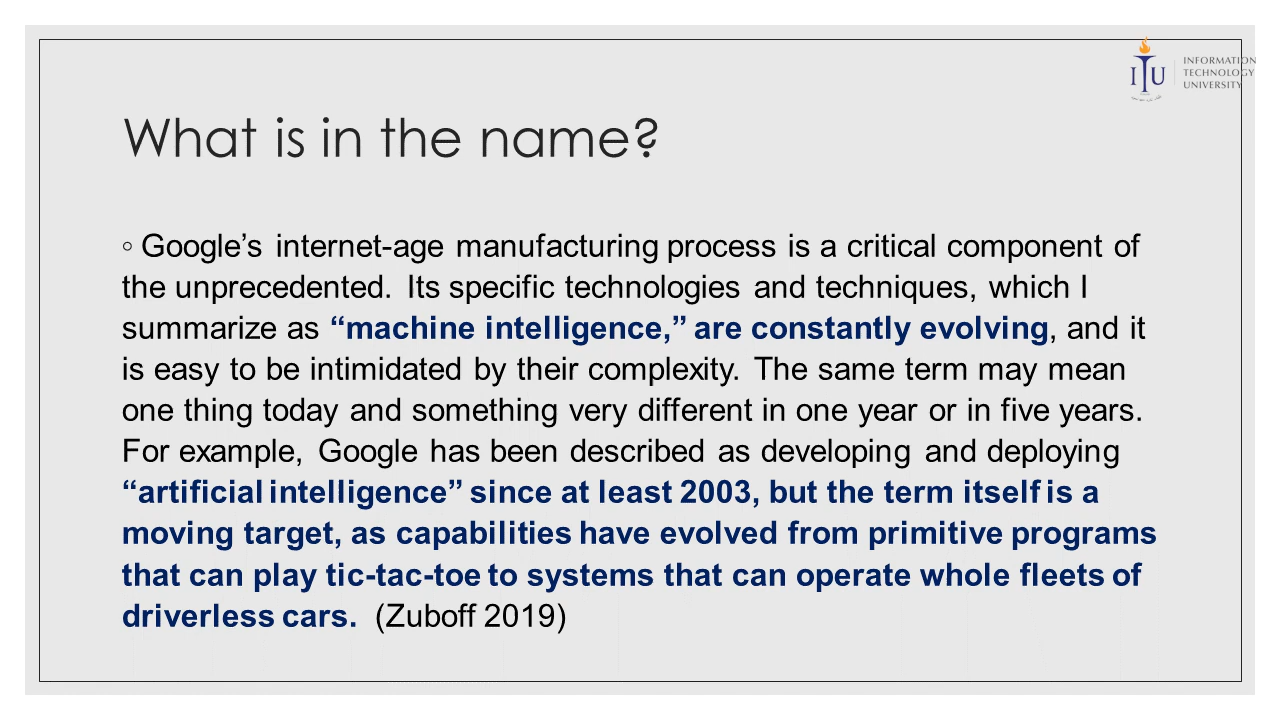 ITU
INFORMATION
TECHNOLOGY
UNIVERSITY
What is in the name?
◦ Google’s internet-age manufacturing process is a critical component of
the unprecedented. Its specific technologies and techniques, which I
summarize as “machine intelligence,” are constantly evolving, and it
is easy to be intimidated by their complexity. The same term may mean
one thing today and something very different in one year or in five years.
For example, Google has been described as developing and deploying
“artificial intelligence” since at least 2003, but the term itself is a
moving target, as capabilities have evolved from primitive programs
that can play tic-tac-toe to systems that can operate whole fleets of
driverless cars. (Zuboff 2019)